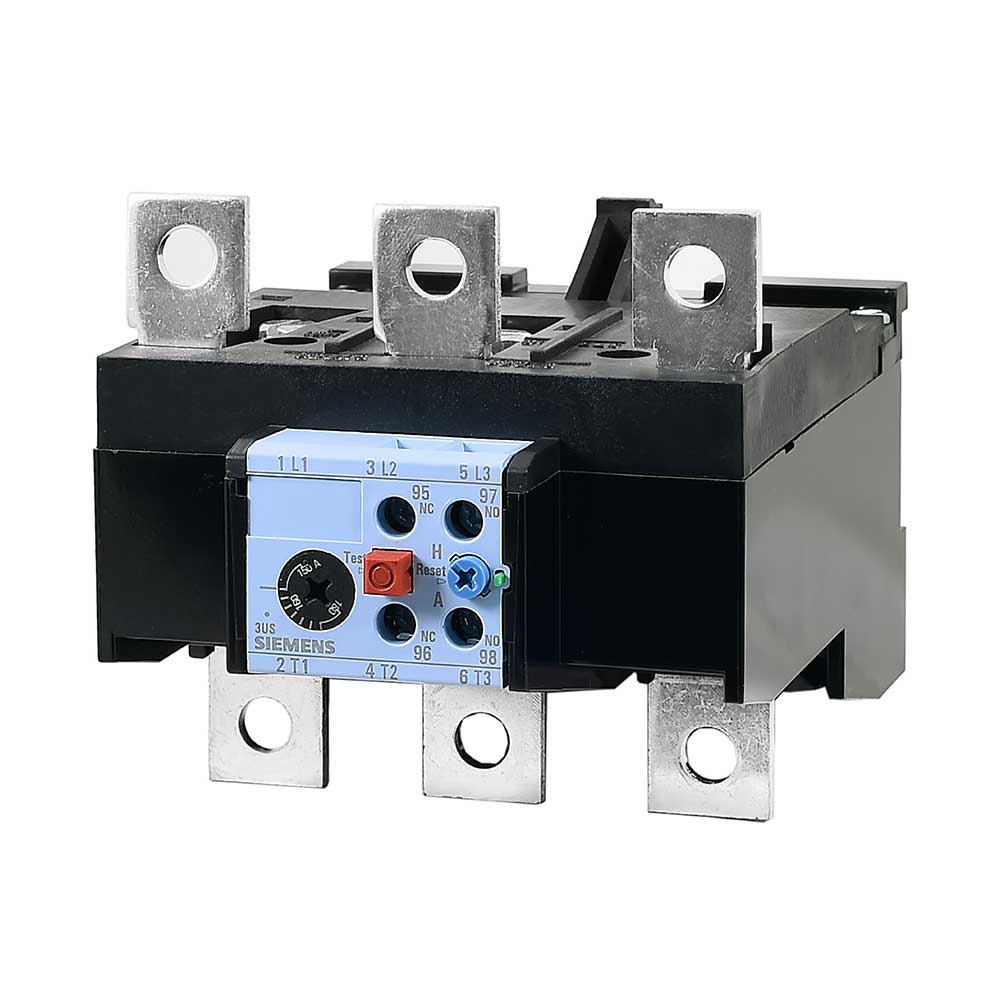 1 L1 3 L2 5 L3
95 97
NC NO
Test H
Reset
A
150 A
160
180
3US
SIEMENS
NC NO
96 98
2 T1 4 T2 6 T3